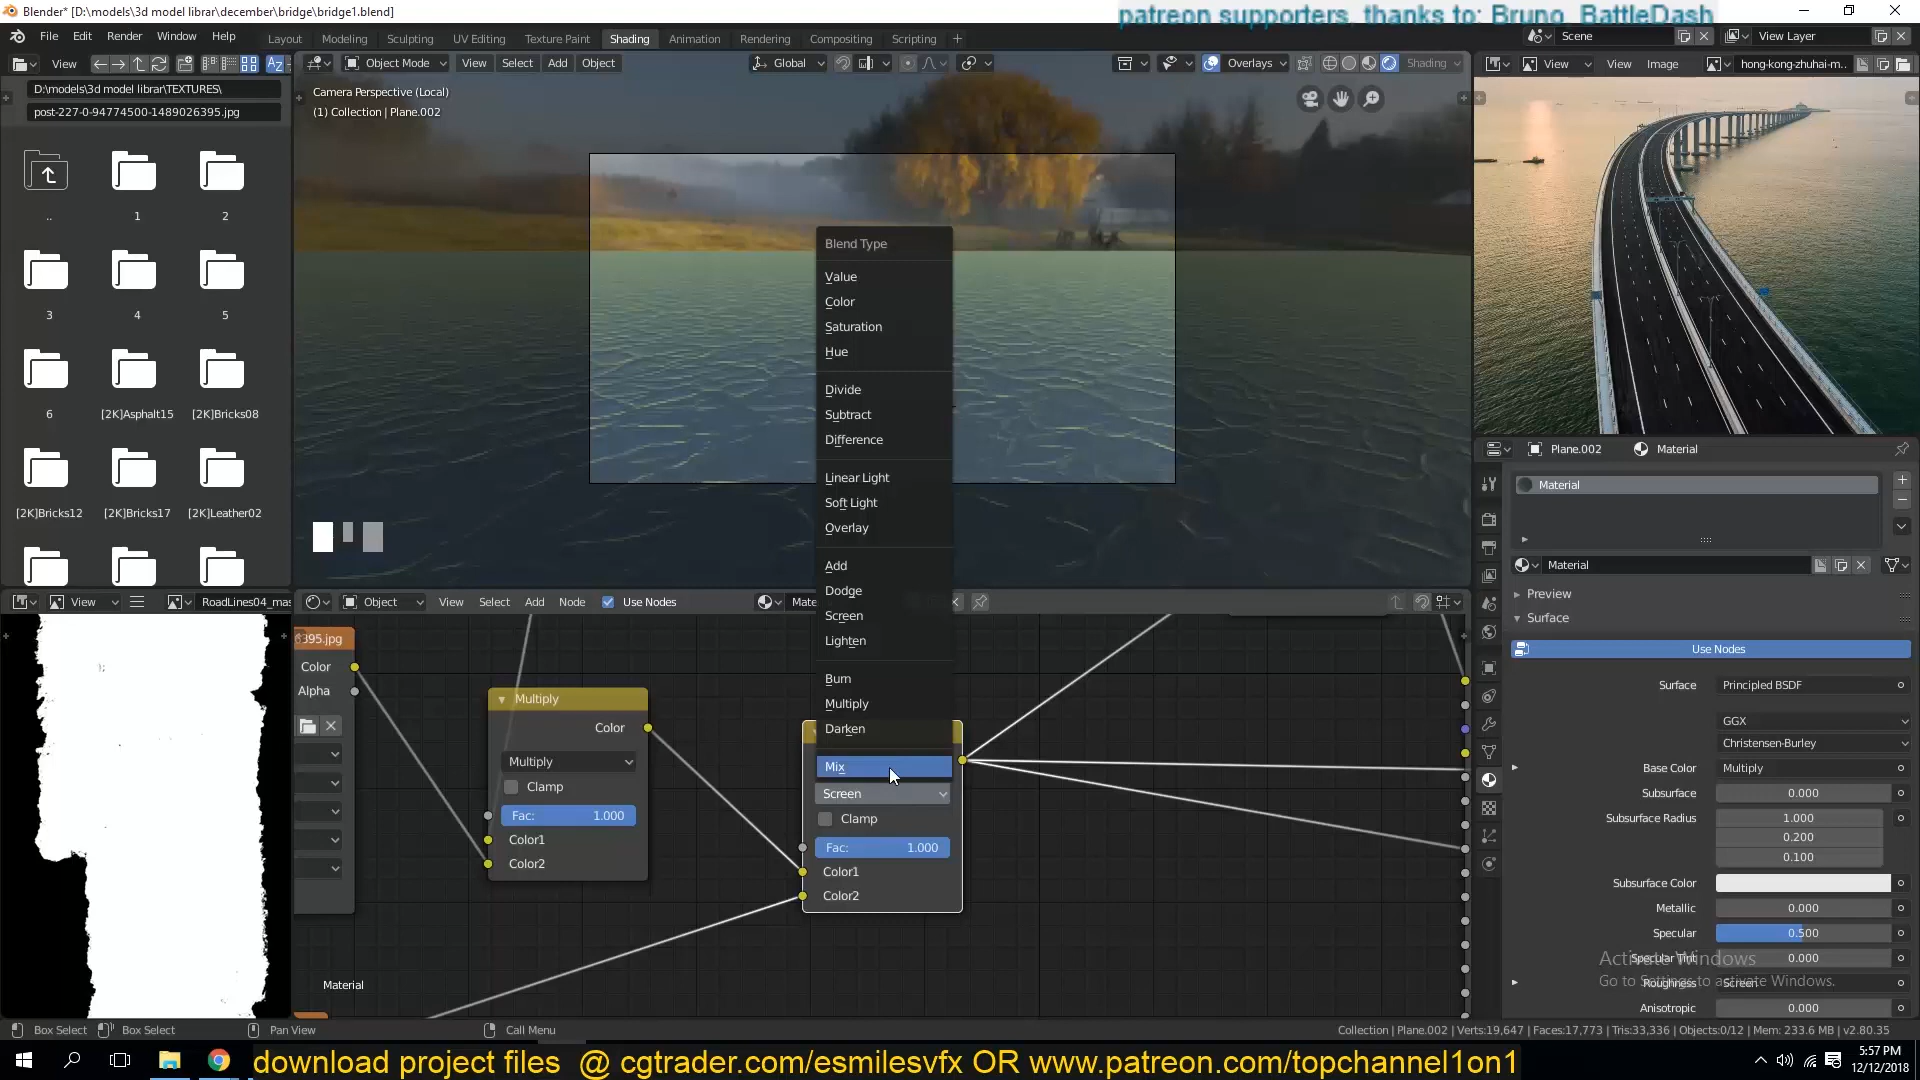 Blender* [D:\models\3d model librar\december\bridge\bridge1.blend]
patreon supporters, thanks to: Bruno, BattleDash
File Edit Render Window Help
Layout Modeling Sculpting UV Editing Texture Paint Shading Animation Rendering Compositing Scripting +
Scene
View Layer
View
Object Mode View Select Add Object
Global
Overlays
Shading
View View Image hong-kong-zhuhai-m..
D:\models\3d model librar\TEXTURES\
post-227-0-94774500-1489026395.jpg
..
1
2
3
4
5
6
[2K]Asphalt15
[2K]Bricks08
[2K]Bricks12
[2K]Bricks17
[2K]Leather02
Camera Perspective (Local)
(1) Collection | Plane.002
Blend Type
Value
Color
Saturation
Hue
Divide
Subtract
Difference
Linear Light
Soft Light
Overlay
Add
Dodge
Screen
Lighten
Burn
Multiply
Darken
Mix
Screen
Clamp
Fac: 1.000
Color1
Color2
View
RoadLines04_mas
Object View Select Add Node Use Nodes
Mate
395.jpg
Color
Alpha
Multiply
Color
Multiply
Clamp
Fac: 1.000
Color1
Color2
Material
Plane.002 Material
Material
Material
Preview
Surface
Use Nodes
Surface Principled BSDF
GGX
Christensen-Burley
Base Color Multiply
Subsurface 0.000
Subsurface Radius 1.000
0.200
0.100
Subsurface Color
Metallic 0.000
Specular 0.500
Specular Tint 0.000
Roughness Screen
Anisotropic 0.000
Activate Windows
Go to Settings to activate Windows.
Box Select Box Select Pan View Call Menu
Collection | Plane.002 | Verts:19,647 | Faces:17,773 | Tris:33,336 | Objects:0/12 | Mem: 233.6 MB | v2.80.35
download project files @ cgtrader.com/esmilesvfx OR www.patreon.com/topchannel1on1
5:57 PM
12/12/2018